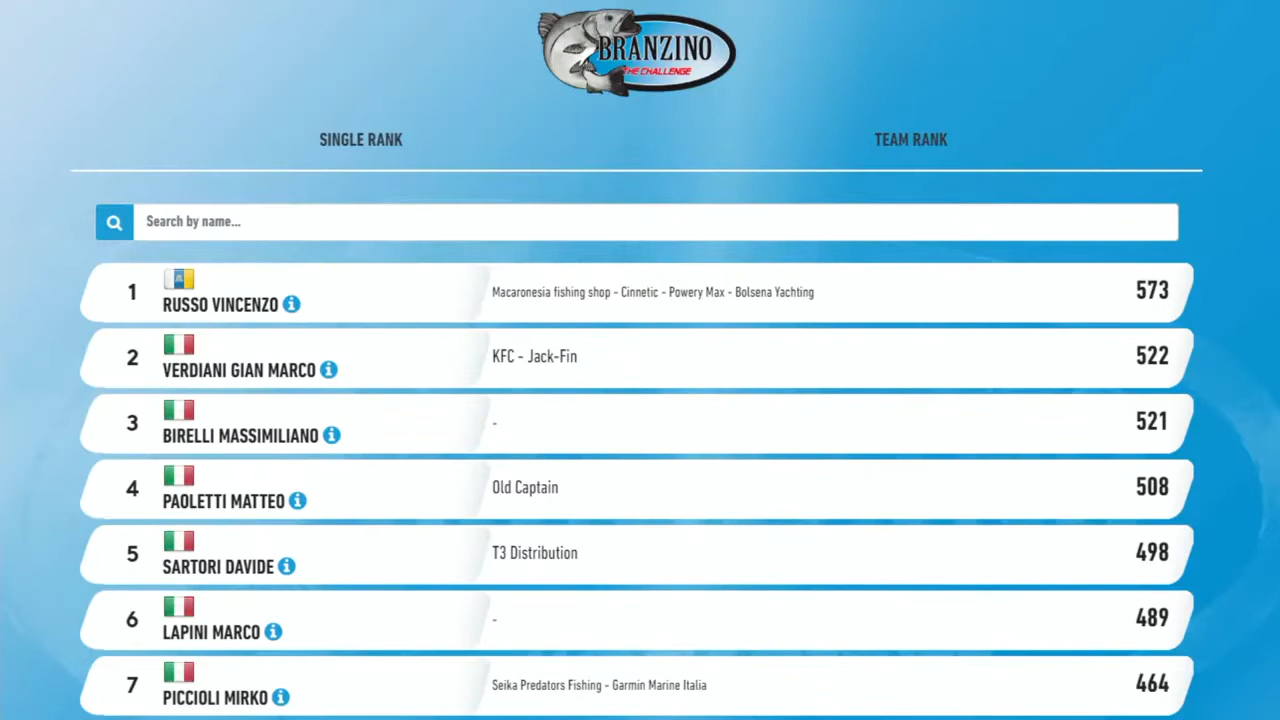 BRANZINO
THE CHALLENGE
SINGLE RANK
TEAM RANK
Search by name...
1
RUSSO VINCENZO
Macaronesia fishing shop - Cinnetic - Powery Max - Bolsena Yachting
573
2
VERDIANI GIAN MARCO
KFC - Jack-Fin
522
3
BIRELLI MASSIMILIANO
-
521
4
PAOLETTI MATTEO
Old Captain
508
5
SARTORI DAVIDE
T3 Distribution
498
6
LAPINI MARCO
-
489
7
PICCIOLI MIRKO
Seika Predators Fishing - Garmin Marine Italia
464